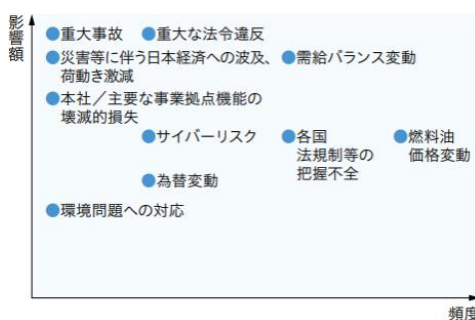 影響額
●重大事故 ●重大な法令違反
●災害等に伴う日本経済への波及、
荷動き激減
●需給バランス変動
●本社／主要な事業拠点機能の
壊滅的損失
●サイバーリスク
●各国
法規制等の
把握不全
●燃料油
価格変動
●為替変動
●環境問題への対応
頻度